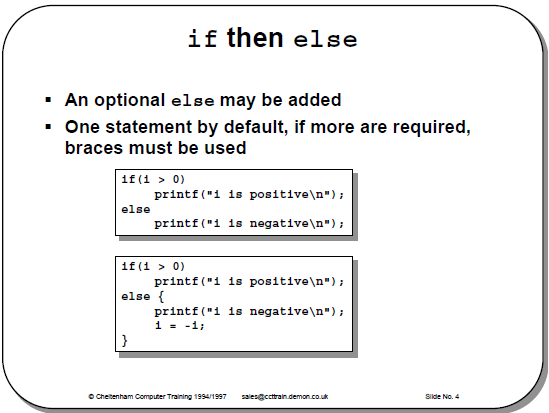 if then else
An optional else may be added
One statement by default, if more are required,
braces must be used
if(i > 0)
printf("i is positive\n");
else
printf("i is negative\n");
if(i > 0)
printf("i is positive\n");
else {
printf("i is negative\n");
i = -i;
}
© Cheltenham Computer Training 1994/1997 sales@ccttrain.demon.co.uk Slide No. 4